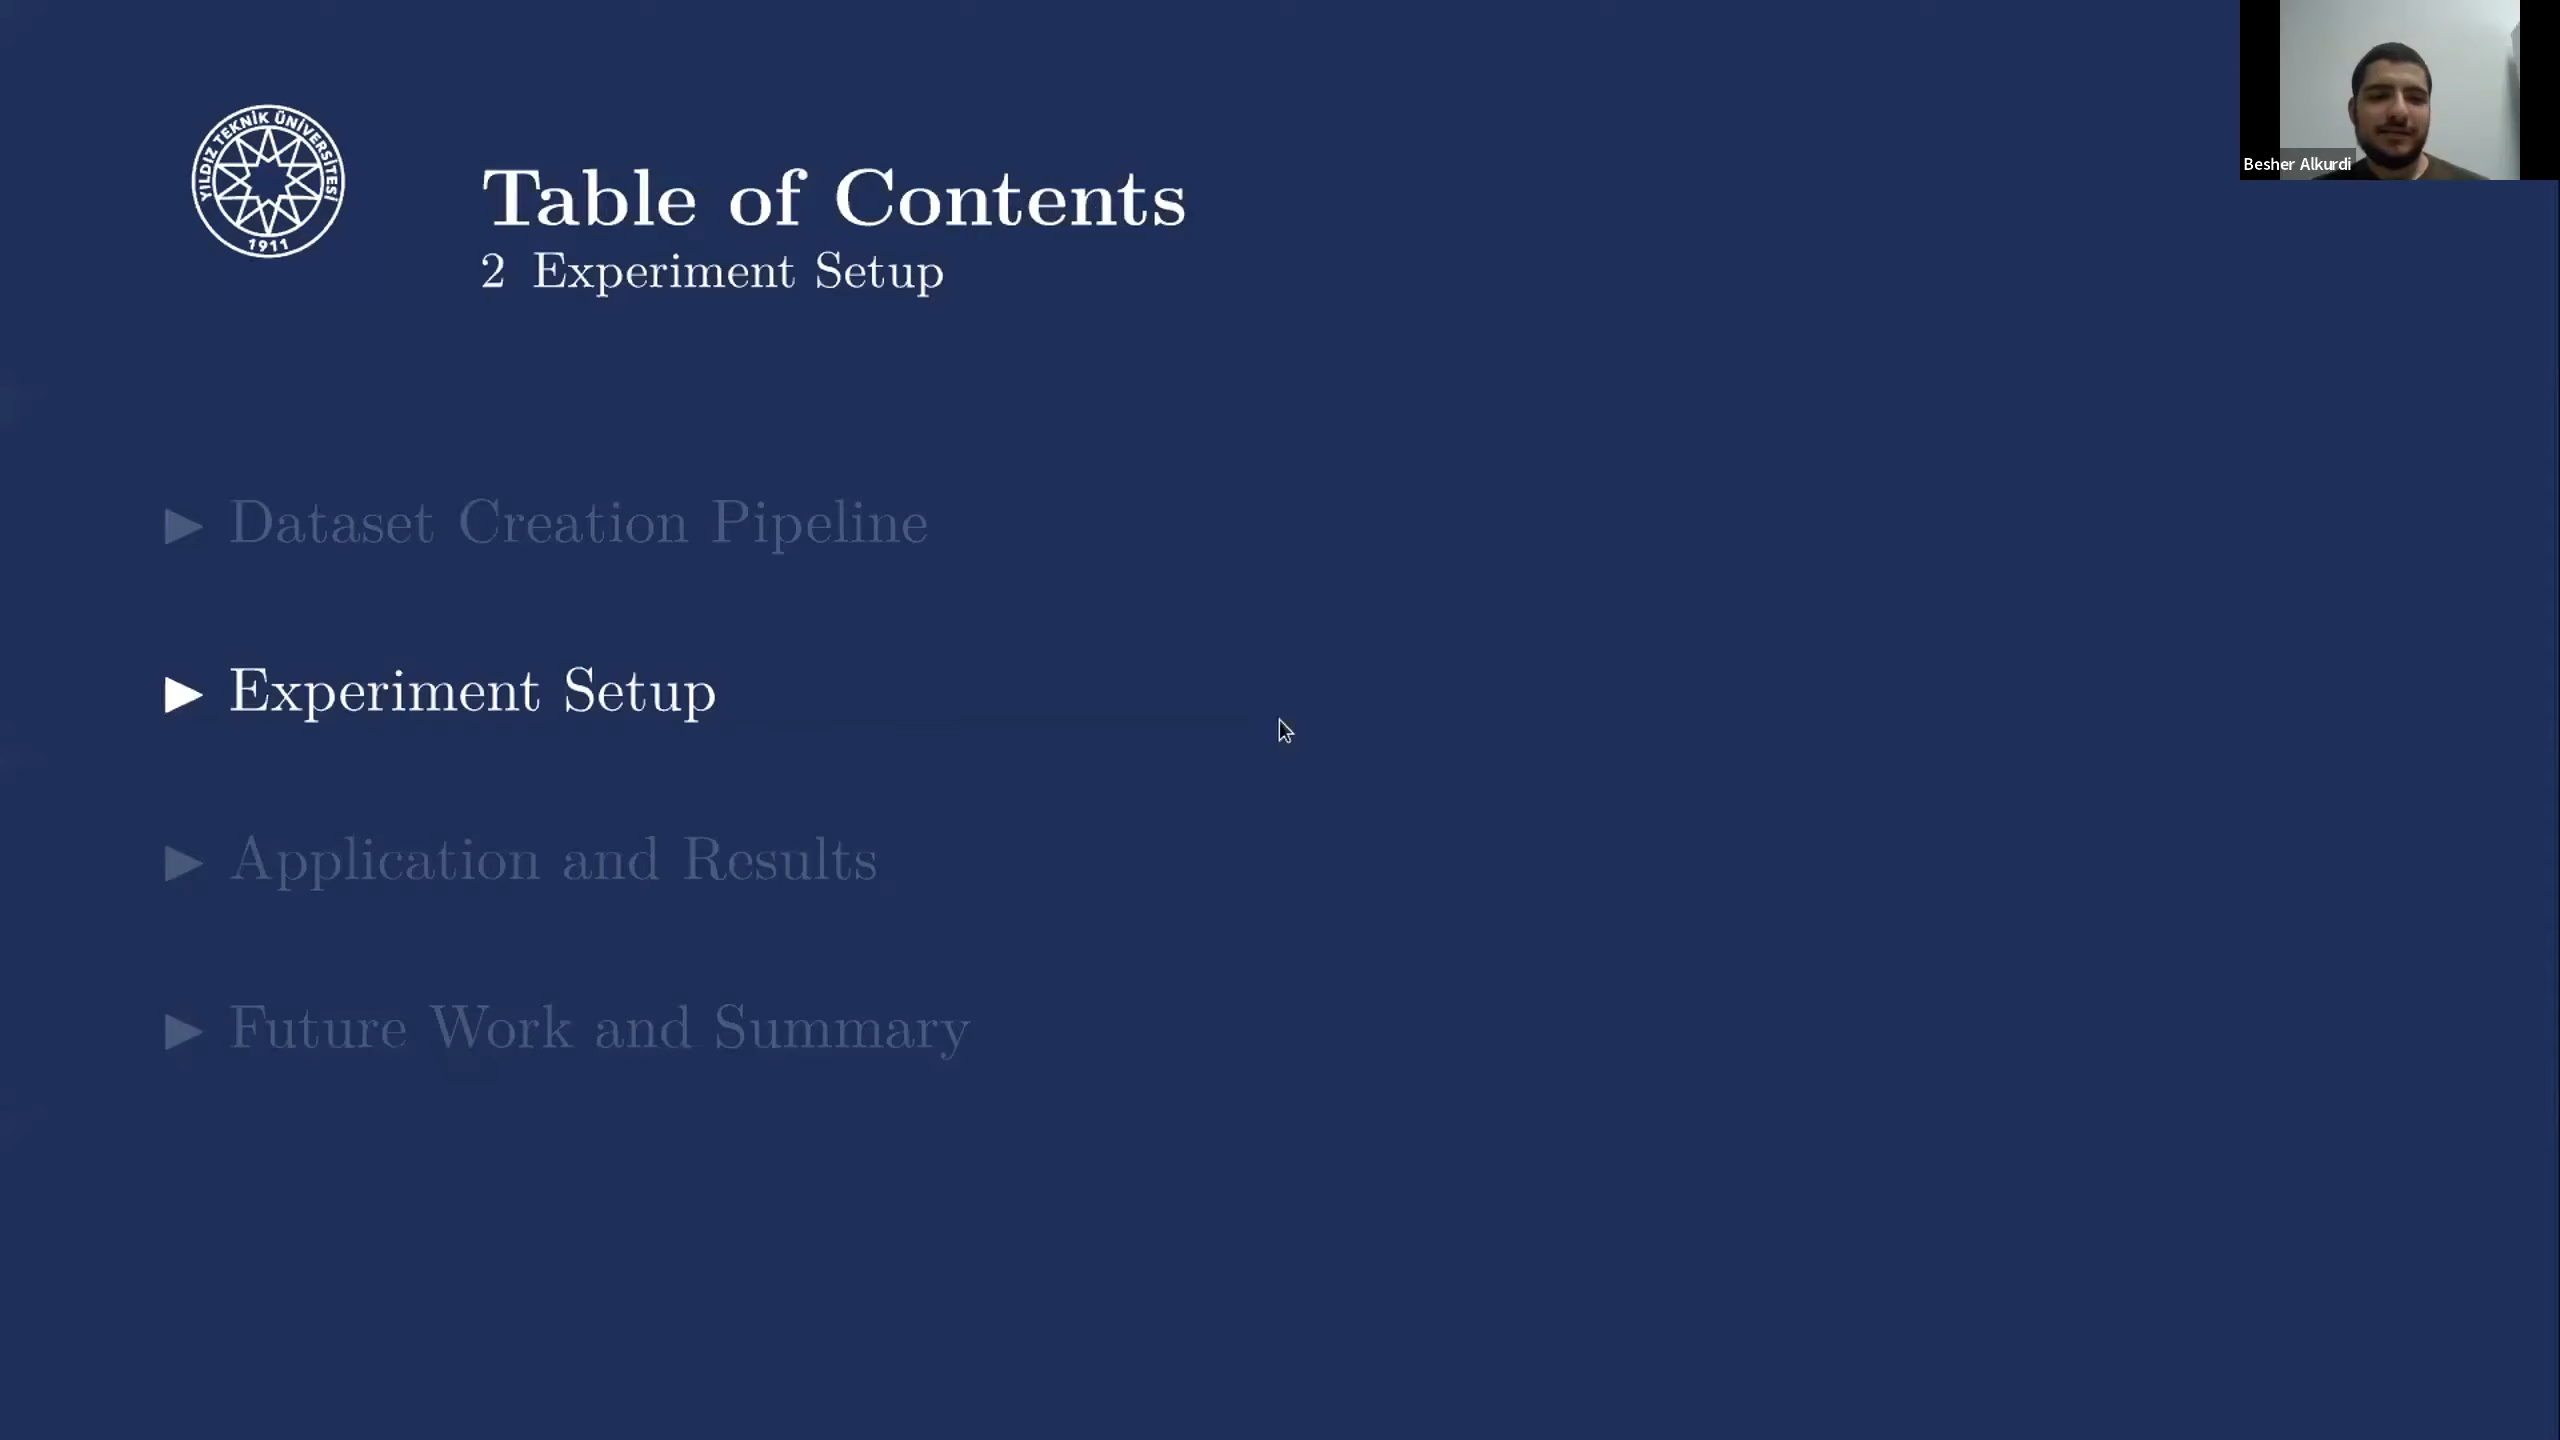 YILDIZ TEKNİK ÜNİVERSİTESİ
1911
Table of Contents
2 Experiment Setup
Besher Alkurdi
▶ Dataset Creation Pipeline
▶ Experiment Setup
▶ Application and Results
▶ Future Work and Summary